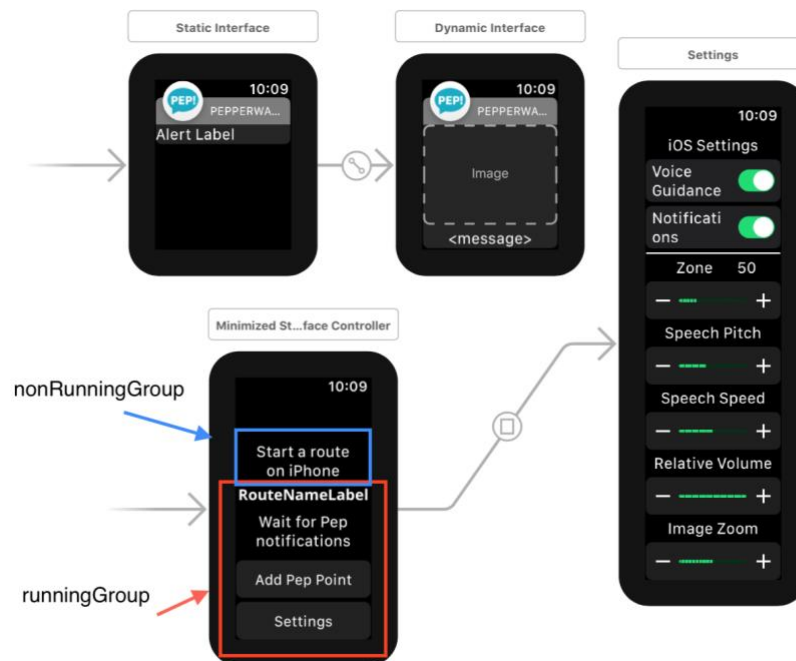 Static Interface
10:09
PEP!
PEPPERWA...
Alert Label
Dynamic Interface
10:09
PEP!
PEPPERWA...
Image
<message>
Settings
10:09
iOS Settings
Voice
Guidance
Notificati
ons
Zone 50
Speech Pitch
Speech Speed
Relative Volume
Image Zoom
Minimized St...face Controller
10:09
nonRunningGroup
Start a route
on iPhone
RouteNameLabel
Wait for Pep
notifications
Add Pep Point
runningGroup
Settings